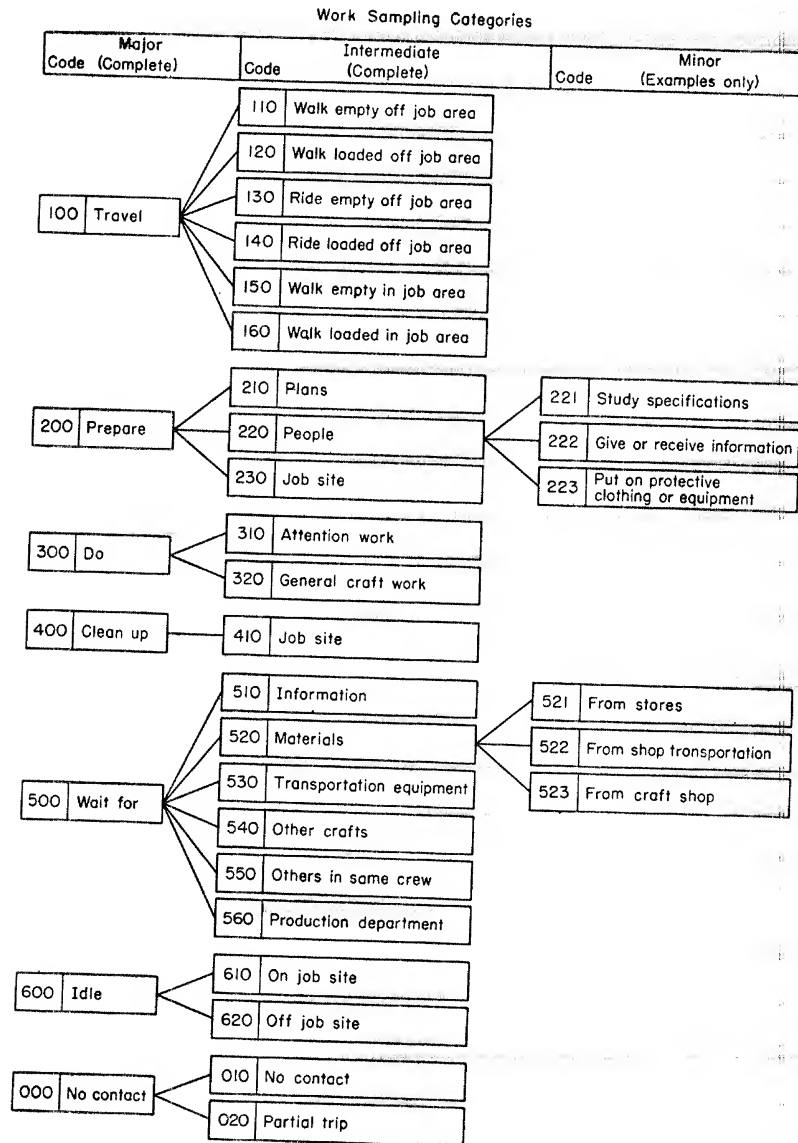 Work Sampling Categories
Major
Code (Complete)
Intermediate
Code (Complete)
Minor
Code (Examples only)
100 Travel
110 Walk empty off job area
120 Walk loaded off job area
130 Ride empty off job area
140 Ride loaded off job area
150 Walk empty in job area
160 Walk loaded in job area
200 Prepare
210 Plans
220 People
230 Job site
221 Study specifications
222 Give or receive information
223 Put on protective
clothing or equipment
300 Do
310 Attention work
320 General craft work
400 Clean up
410 Job site
500 Wait for
510 Information
520 Materials
530 Transportation equipment
540 Other crafts
550 Others in same crew
560 Production department
521 From stores
522 From shop transportation
523 From craft shop
600 Idle
610 On job site
620 Off job site
000 No contact
010 No contact
020 Partial trip